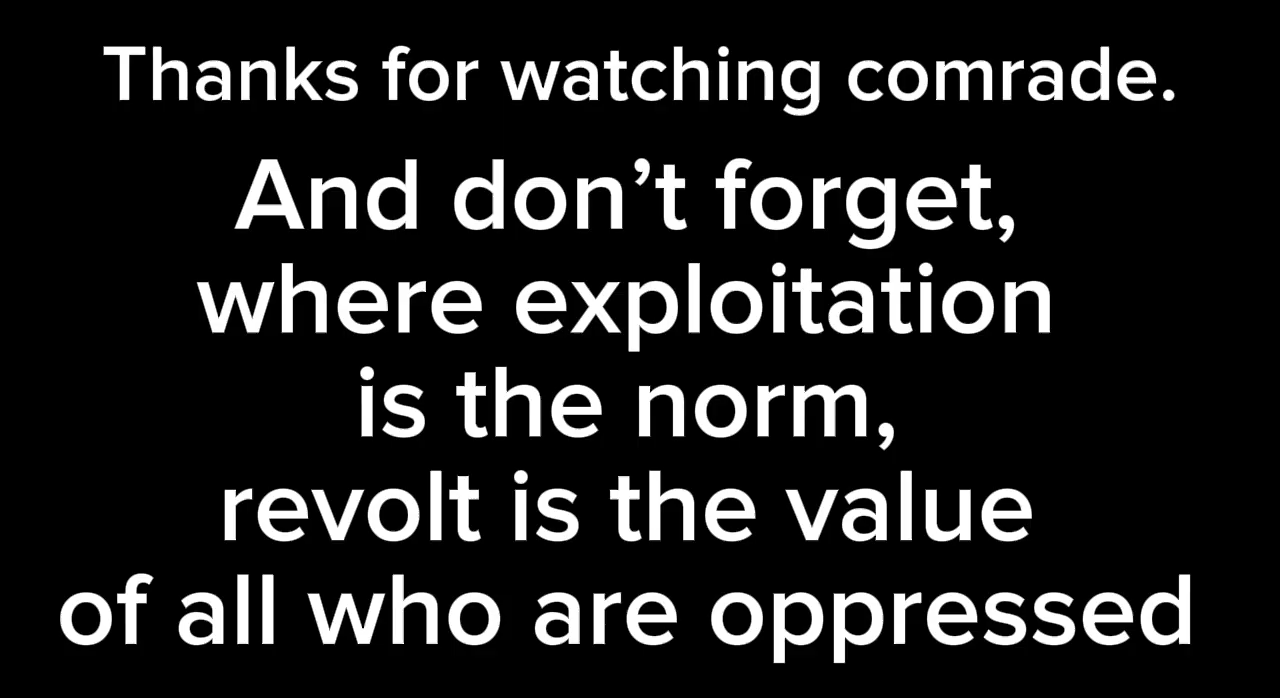 Thanks for watching comrade.
And don’t forget,
where exploitation
is the norm,
revolt is the value
of all who are oppressed